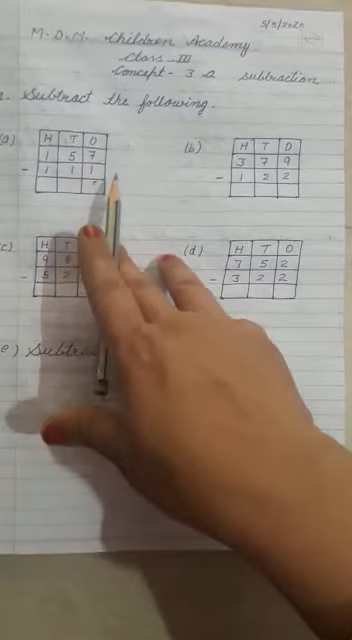 5/5/2020
M.D.M. Children Academy
Class - III
Concept - 3 a subtraction
Subtract the following.
(a)
H T O
1 5 7
- 1 1 1
(b)
H T O
3 7 9
- 1 2 2
(c)
H T
9
- 5 2
(d)
H T O
7 5 2
- 3 2 2
e)